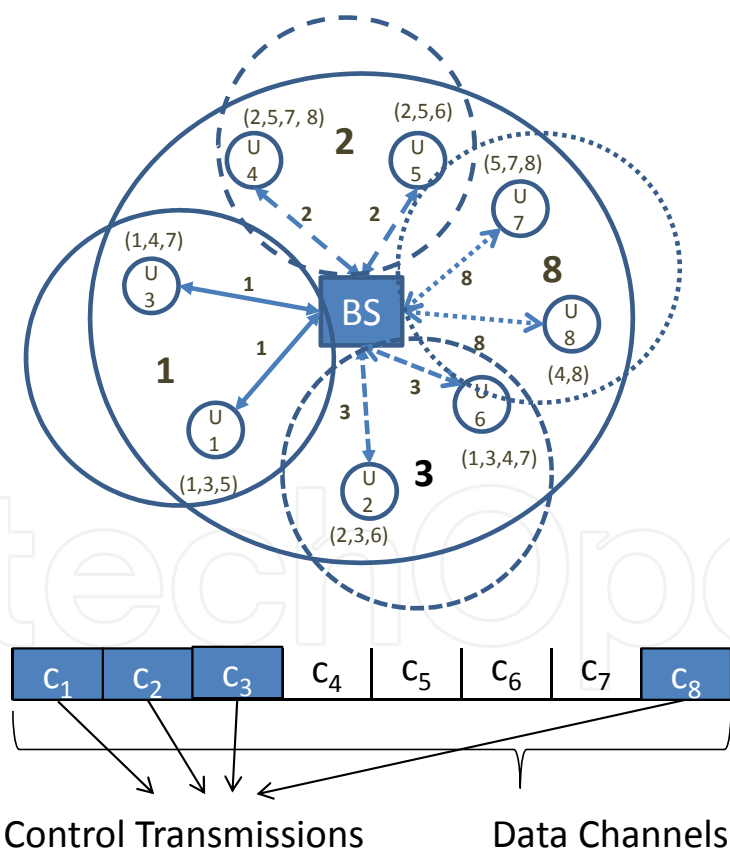 (2,5,7, 8)
(2,5,6)
2
U
4
U
5
(5,7,8)
U
7
2
2
(1,4,7)
U
3
1
8
8
BS
U
8
1
8
1
3
(4,8)
U
6
3
U
1
(1,3,4,7)
3
(1,3,5)
U
2
(2,3,6)
techOpe
c1 c2 c3 c4 c5 c6 c7 c8
Control Transmissions Data Channels